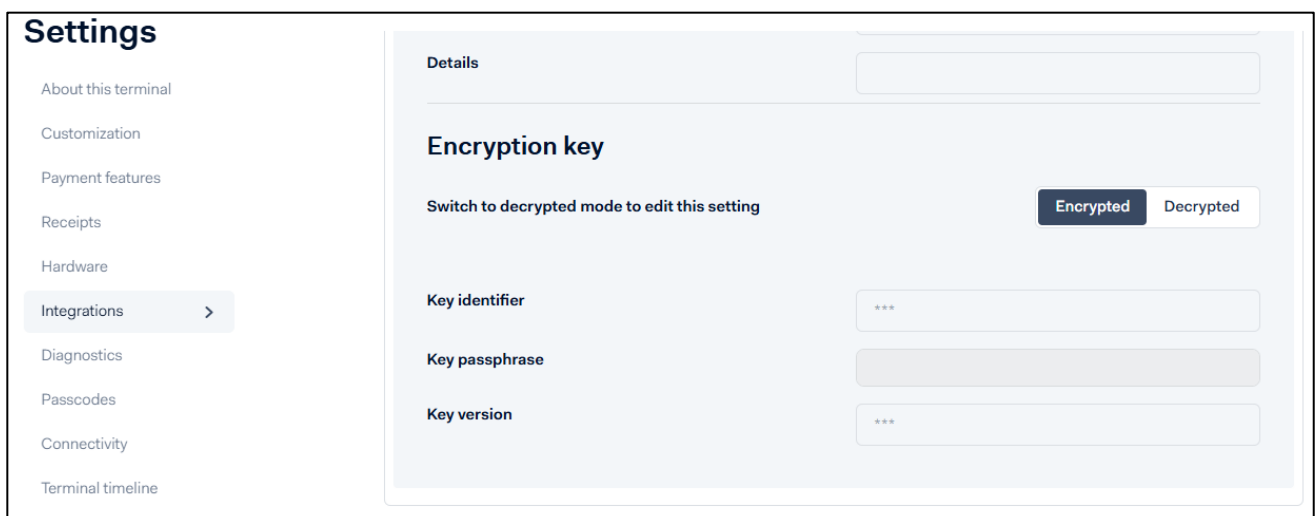 Settings
About this terminal
Customization
Payment features
Receipts
Hardware
Integrations
Diagnostics
Passcodes
Connectivity
Terminal timeline
Details
Encryption key
Switch to decrypted mode to edit this setting
Encrypted Decrypted
Key identifier ***
Key passphrase
Key version ***